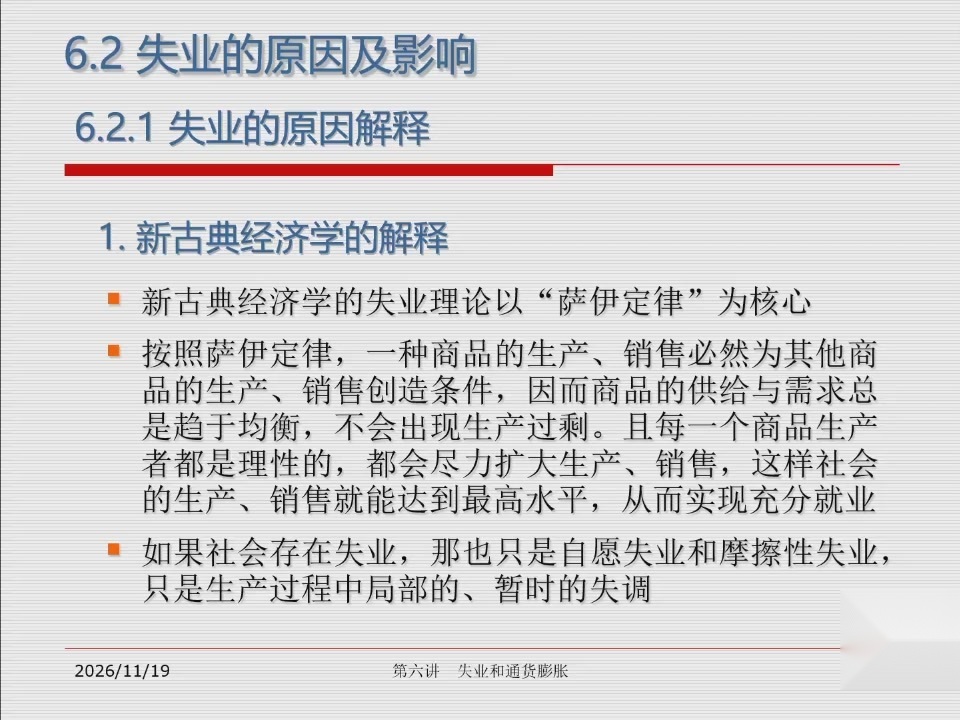 6.2 失业的原因及影响
6.2.1 失业的原因解释
1. 新古典经济学的解释
新古典经济学的失业理论以“萨伊定律”为核心
按照萨伊定律，一种商品的生产、销售必然为其他商
品的生产、销售创造条件，因而商品的供给与需求总
是趋于均衡，不会出现生产过剩。且每一个商品生产
者都是理性的，都会尽力扩大生产、销售，这样社会
的生产、销售就能达到最高水平，从而实现充分就业
如果社会存在失业，那也只是自愿失业和摩擦性失业，
只是生产过程中局部的、暂时的失调
2026/11/19 第六讲 失业和通货膨胀